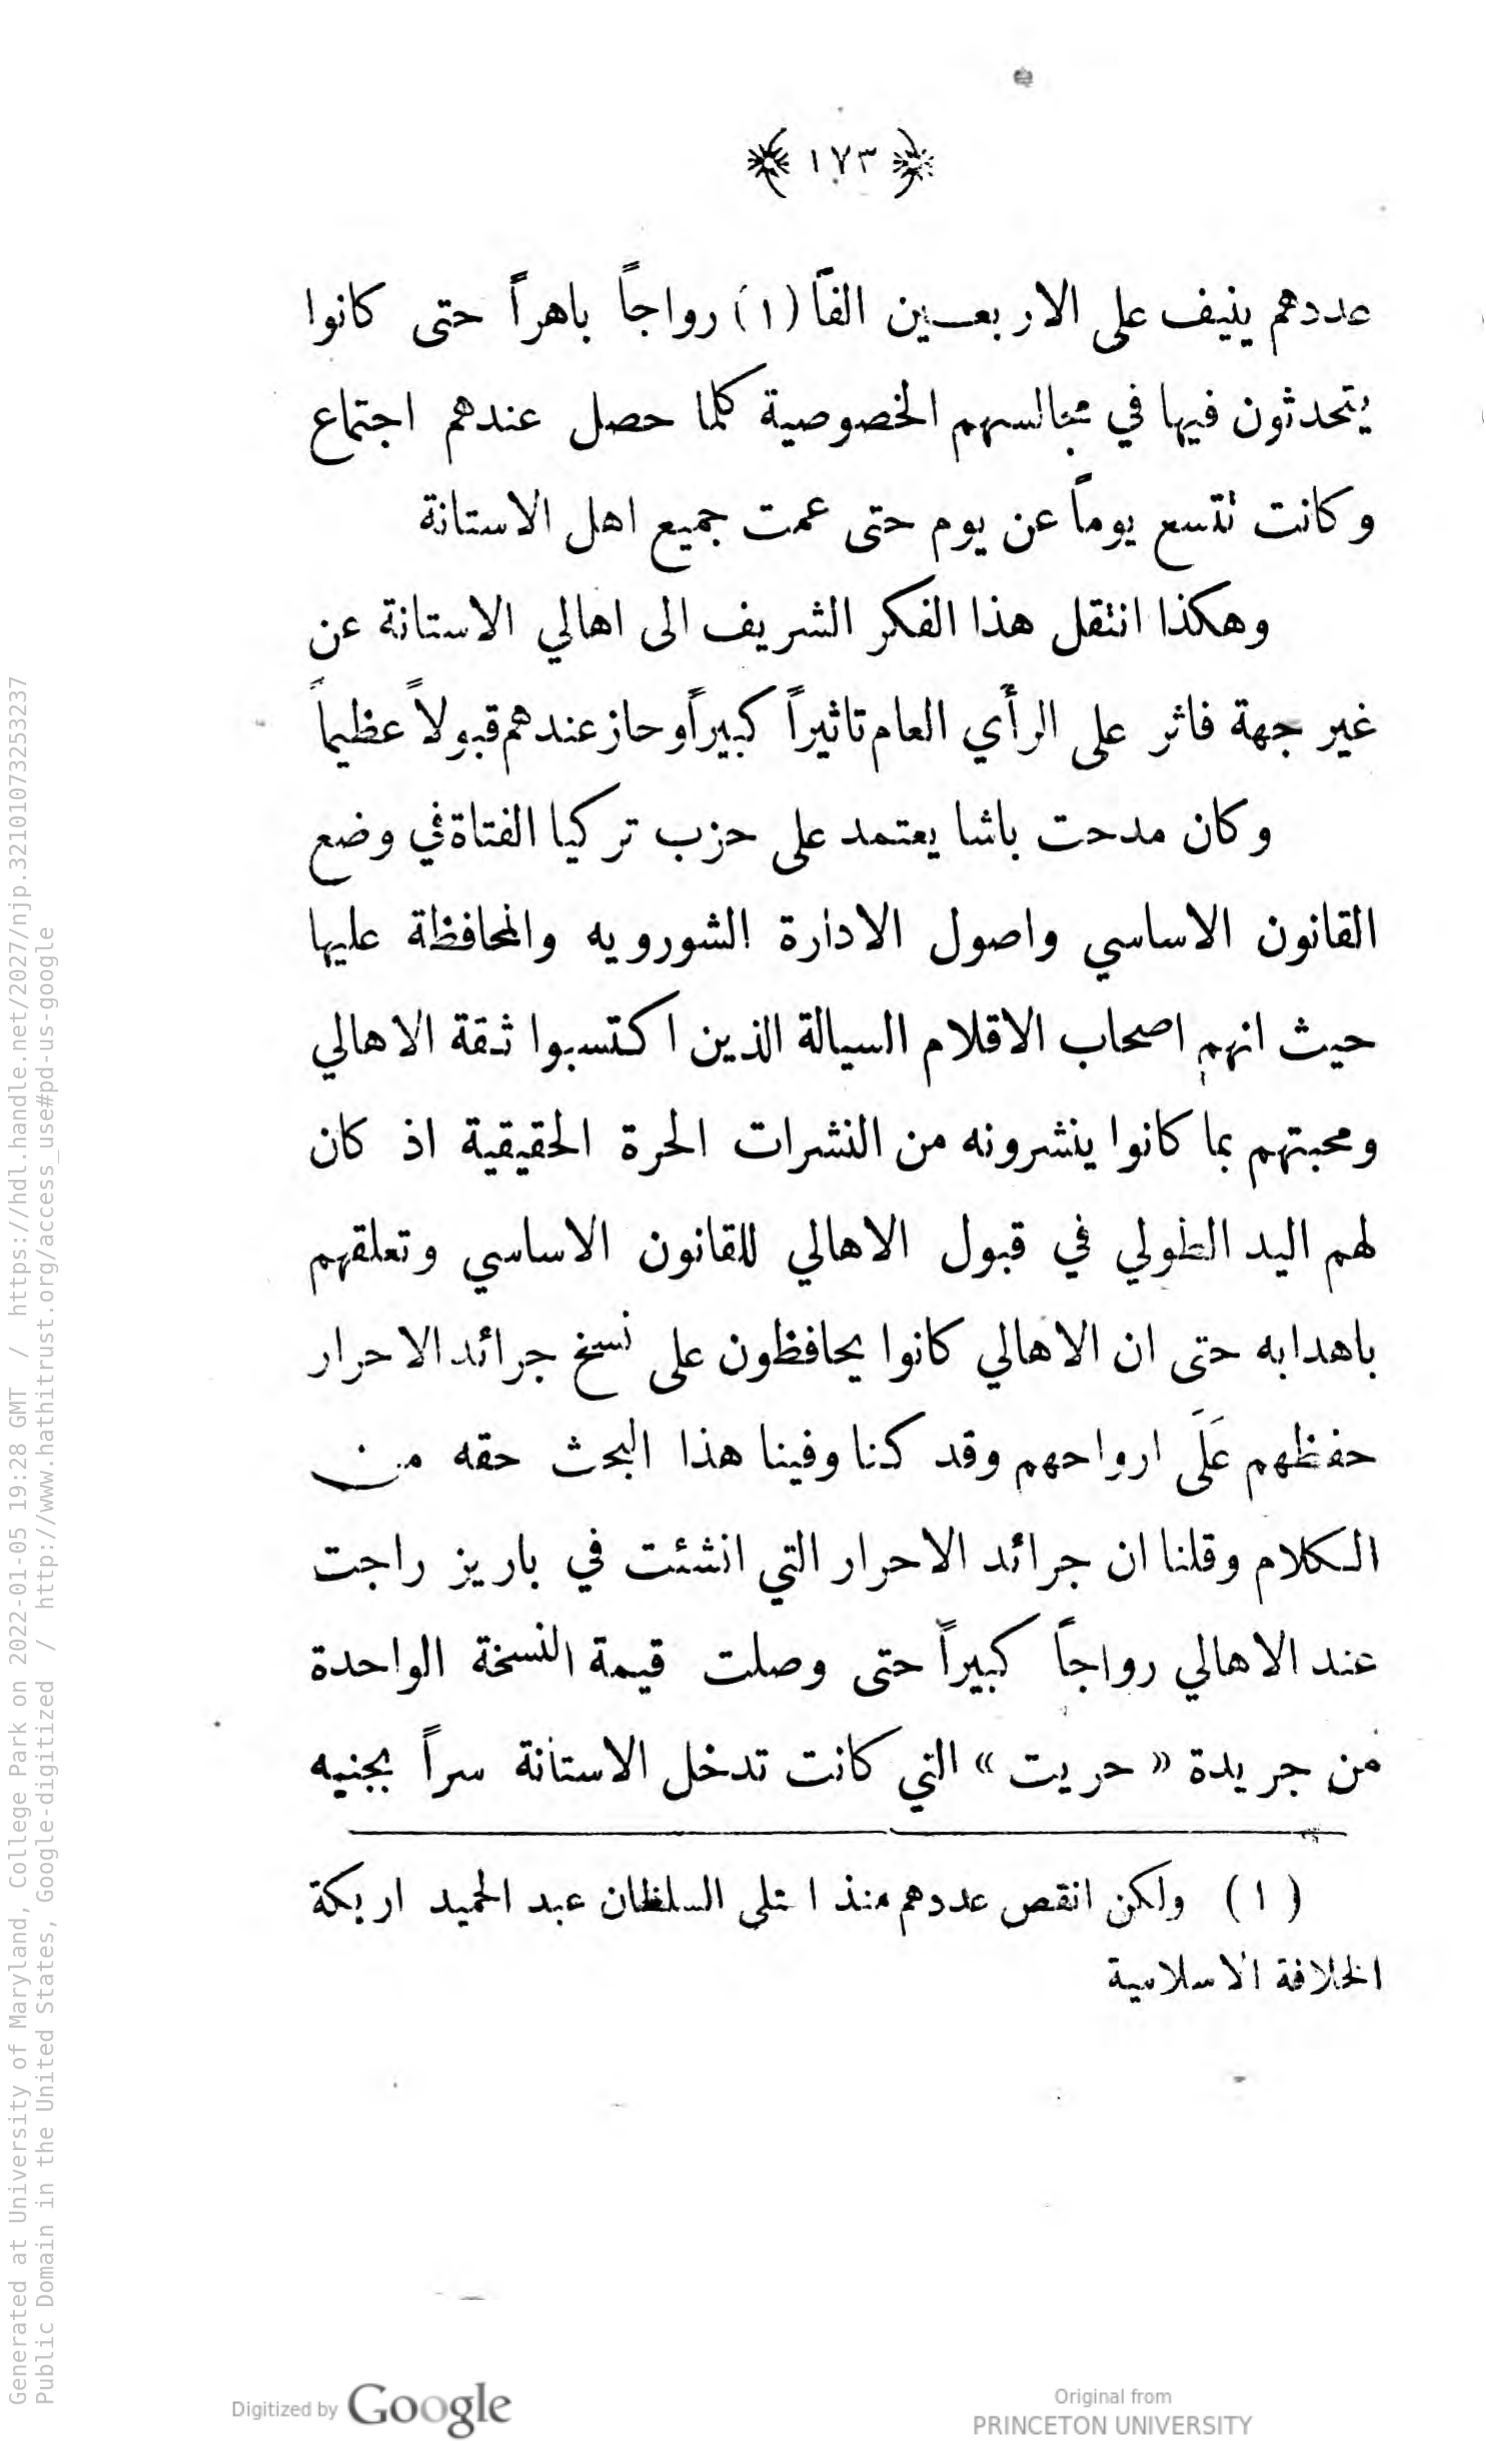 ١٧٣
عددهم ينيف على الاربعين الفاً (١) رواجاً باهراً حتى كانوا
يتحدثون فيها في مجالسهم الخصوصية كلما حصل عندهم اجتماع
وكانت تتسع يوماً عن يوم حتى عمت جميع اهل الاستانة
وهكذا انتقل هذا الفكر الشريف الى اهالي الاستانة عن
غير جهة فاثر على الرأي العام تاثيراً كبيراً وحاز عندهم قبولاً عظيماً
وكان مدحت باشا يعتمد على حزب تركيا الفتاة في وضع
القانون الاساسي واصول الادارة الشورويه والمحافظة عليها
حيث انهم اصحاب الاقلام السيالة الذين اكتسبوا ثقة الاهالي
ومحبتهم بما كانوا ينشرونه من النشرات الحرة الحقيقية اذ كان
لهم اليد الطولي في قبول الاهالي للقانون الاساسي وتعلقهم
باهدابه حتى ان الاهالي كانوا يحافظون على نسخ جرائد الاحرار
حفظهم عَلَى ارواحهم وقد كنا وفينا هذا البحث حقه من
الكلام وقلنا ان جرائد الاحرار التي انشئت في باريز راجت
عند الاهالي رواجاً كبيراً حتى وصلت قيمة النسخة الواحدة
من جريدة « حريت » التي كانت تدخل الاستانة سراً بجنيه
(١) ولكن انقص عددهم منذ اعتلى السلطان عبد الحميد اريكة
الخلافة الاسلامية
Digitized by Google
Original from
PRINCETON UNIVERSITY
Generated at University of Maryland, College Park on 2022-01-05 19:28 GMT / https://hdl.handle.net/2027/njp.32101073253237
Public Domain in the United States, Google-digitized / http://www.hathitrust.org/access_use#pd-us-google